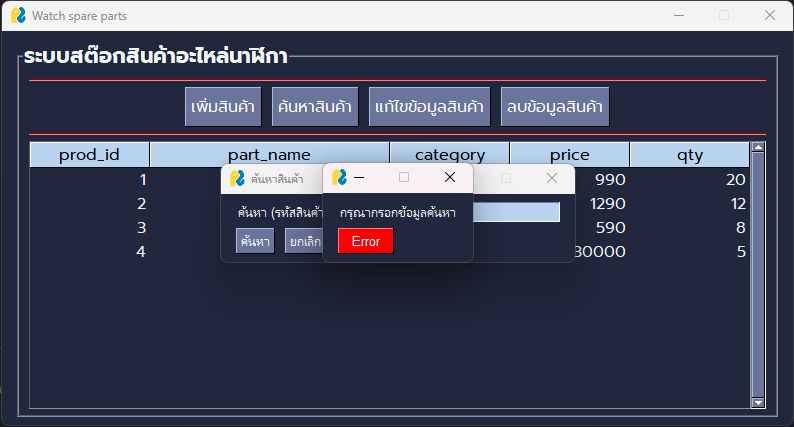 Watch spare parts
ระบบสต๊อกสินค้าอะไหล่นาฬิกา
เพิ่มสินค้า ค้นหาสินค้า แก้ไขข้อมูลสินค้า ลบข้อมูลสินค้า
prod_id part_name category price qty
1 990 20
2 1290 12
3 590 8
4 30000 5
ค้นหาสินค้า
ค้นหา (รหัสสินค้า
ค้นหา ยกเลิก
กรุณากรอกข้อมูลค้นหา
Error